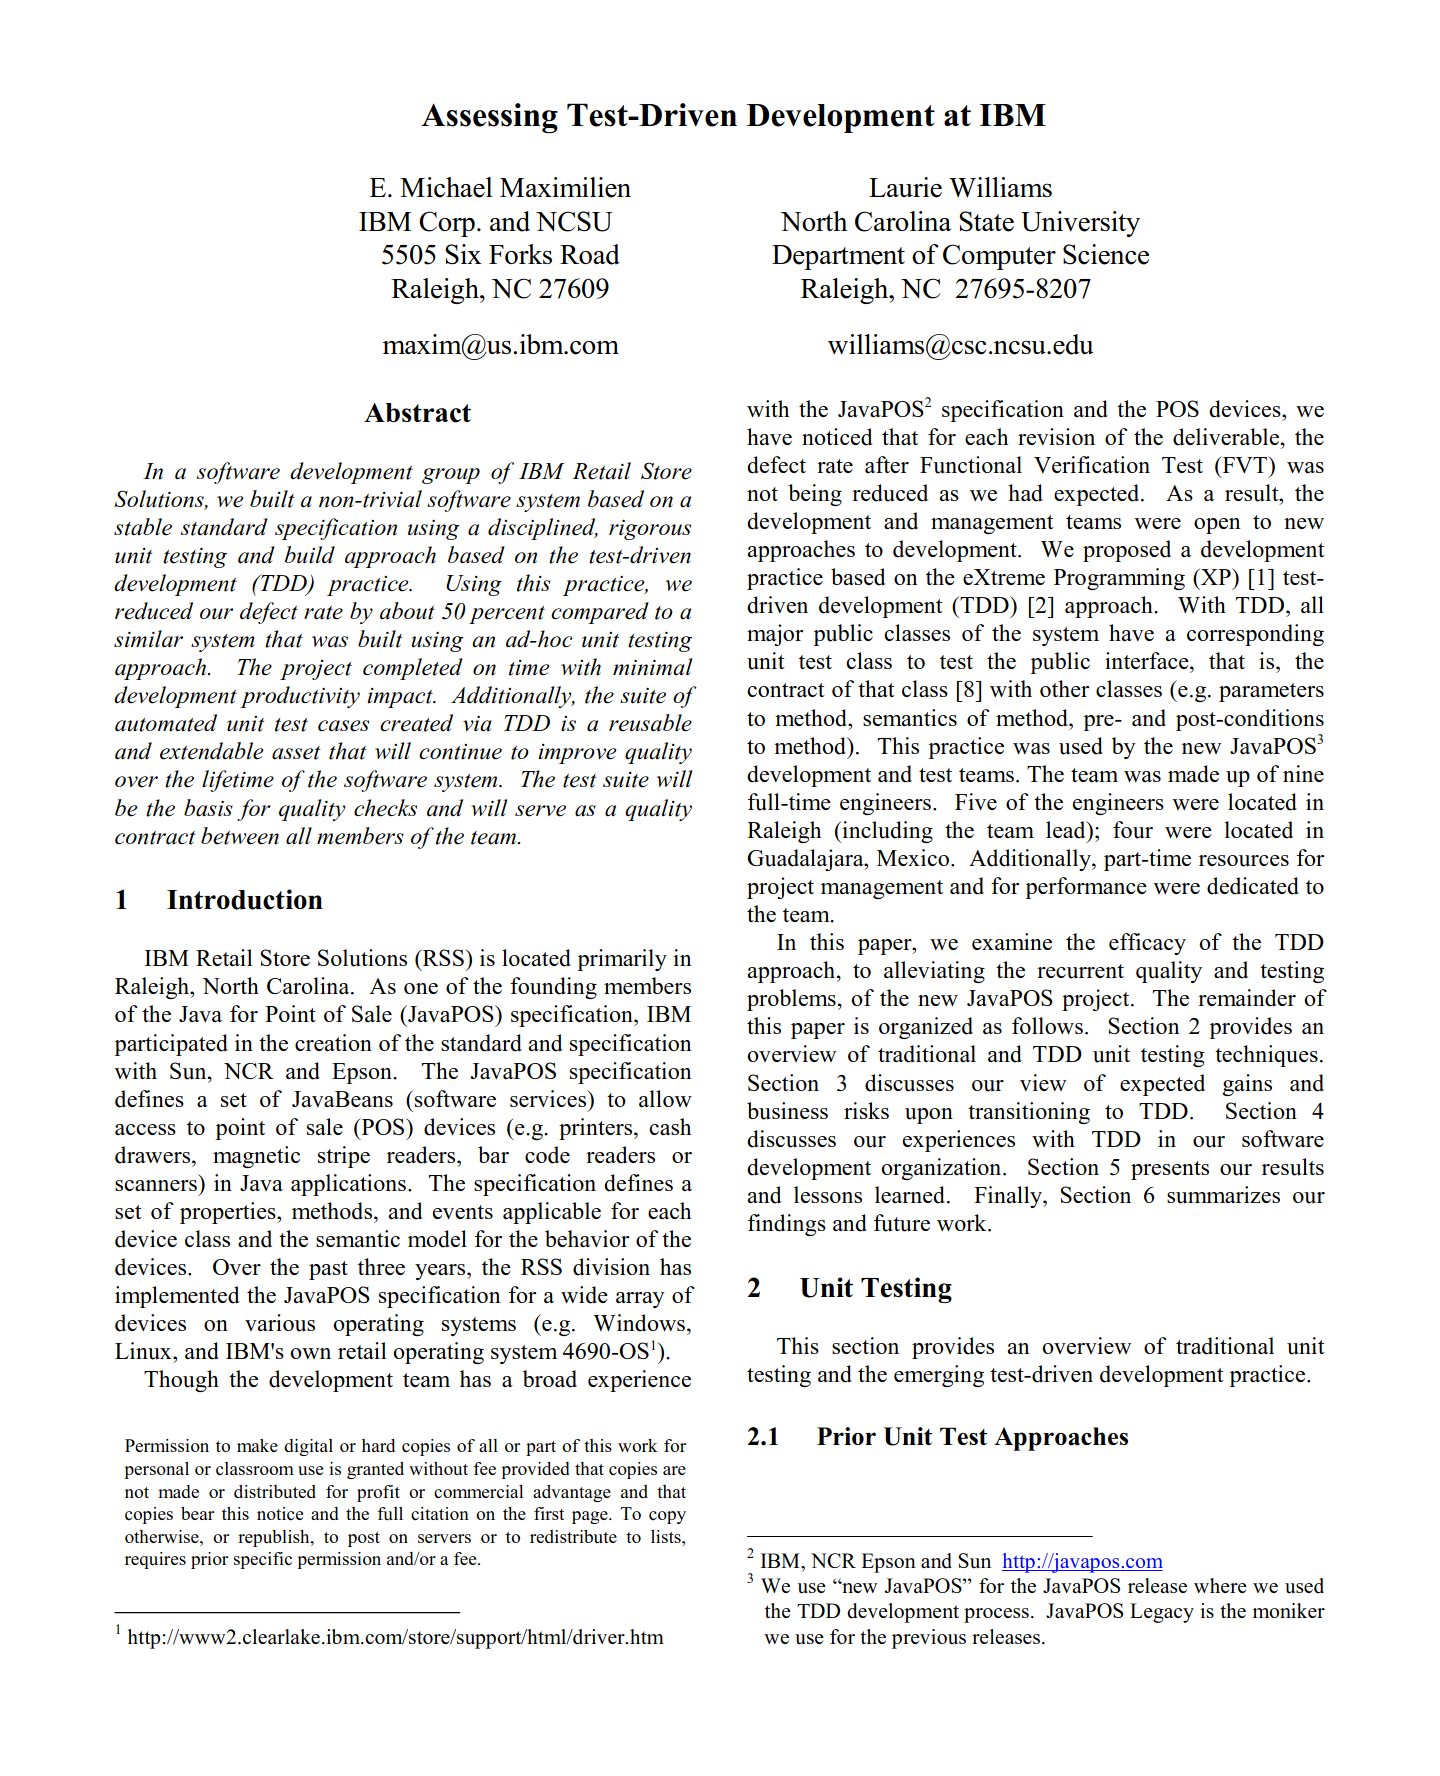 Assessing Test-Driven Development at IBM
E. Michael Maximilien
IBM Corp. and NCSU
5505 Six Forks Road
Raleigh, NC 27609
maxim@us.ibm.com
Laurie Williams
North Carolina State University
Department of Computer Science
Raleigh, NC 27695-8207
williams@csc.ncsu.edu
Abstract
In a software development group of IBM Retail Store
Solutions, we built a non-trivial software system based on a
stable standard specification using a disciplined, rigorous
unit testing and build approach based on the test-driven
development (TDD) practice. Using this practice, we
reduced our defect rate by about 50 percent compared to a
similar system that was built using an ad-hoc unit testing
approach. The project completed on time with minimal
development productivity impact. Additionally, the suite of
automated unit test cases created via TDD is a reusable
and extendable asset that will continue to improve quality
over the lifetime of the software system. The test suite will
be the basis for quality checks and will serve as a quality
contract between all members of the team.
1 Introduction
IBM Retail Store Solutions (RSS) is located primarily in
Raleigh, North Carolina. As one of the founding members
of the Java for Point of Sale (JavaPOS) specification, IBM
participated in the creation of the standard and specification
with Sun, NCR and Epson. The JavaPOS specification
defines a set of JavaBeans (software services) to allow
access to point of sale (POS) devices (e.g. printers, cash
drawers, magnetic stripe readers, bar code readers or
scanners) in Java applications. The specification defines a
set of properties, methods, and events applicable for each
device class and the semantic model for the behavior of the
devices. Over the past three years, the RSS division has
implemented the JavaPOS specification for a wide array of
devices on various operating systems (e.g. Windows,
Linux, and IBM's own retail operating system 4690-OS1).
Though the development team has a broad experience
Permission to make digital or hard copies of all or part of this work for
personal or classroom use is granted without fee provided that copies are
not made or distributed for profit or commercial advantage and that
copies bear this notice and the full citation on the first page. To copy
otherwise, or republish, to post on servers or to redistribute to lists,
requires prior specific permission and/or a fee.
1 http://www2.clearlake.ibm.com/store/support/html/driver.htm
with the JavaPOS2 specification and the POS devices, we
have noticed that for each revision of the deliverable, the
defect rate after Functional Verification Test (FVT) was
not being reduced as we had expected. As a result, the
development and management teams were open to new
approaches to development. We proposed a development
practice based on the eXtreme Programming (XP) [1] test-
driven development (TDD) [2] approach. With TDD, all
major public classes of the system have a corresponding
unit test class to test the public interface, that is, the
contract of that class [8] with other classes (e.g. parameters
to method, semantics of method, pre- and post-conditions
to method). This practice was used by the new JavaPOS3
development and test teams. The team was made up of nine
full-time engineers. Five of the engineers were located in
Raleigh (including the team lead); four were located in
Guadalajara, Mexico. Additionally, part-time resources for
project management and for performance were dedicated to
the team.
In this paper, we examine the efficacy of the TDD
approach, to alleviating the recurrent quality and testing
problems, of the new JavaPOS project. The remainder of
this paper is organized as follows. Section 2 provides an
overview of traditional and TDD unit testing techniques.
Section 3 discusses our view of expected gains and
business risks upon transitioning to TDD. Section 4
discusses our experiences with TDD in our software
development organization. Section 5 presents our results
and lessons learned. Finally, Section 6 summarizes our
findings and future work.
2 Unit Testing
This section provides an overview of traditional unit
testing and the emerging test-driven development practice.
2.1 Prior Unit Test Approaches
2 IBM, NCR Epson and Sun http://javapos.com
3 We use “new JavaPOS” for the JavaPOS release where we used
the TDD development process. JavaPOS Legacy is the moniker
we use for the previous releases.